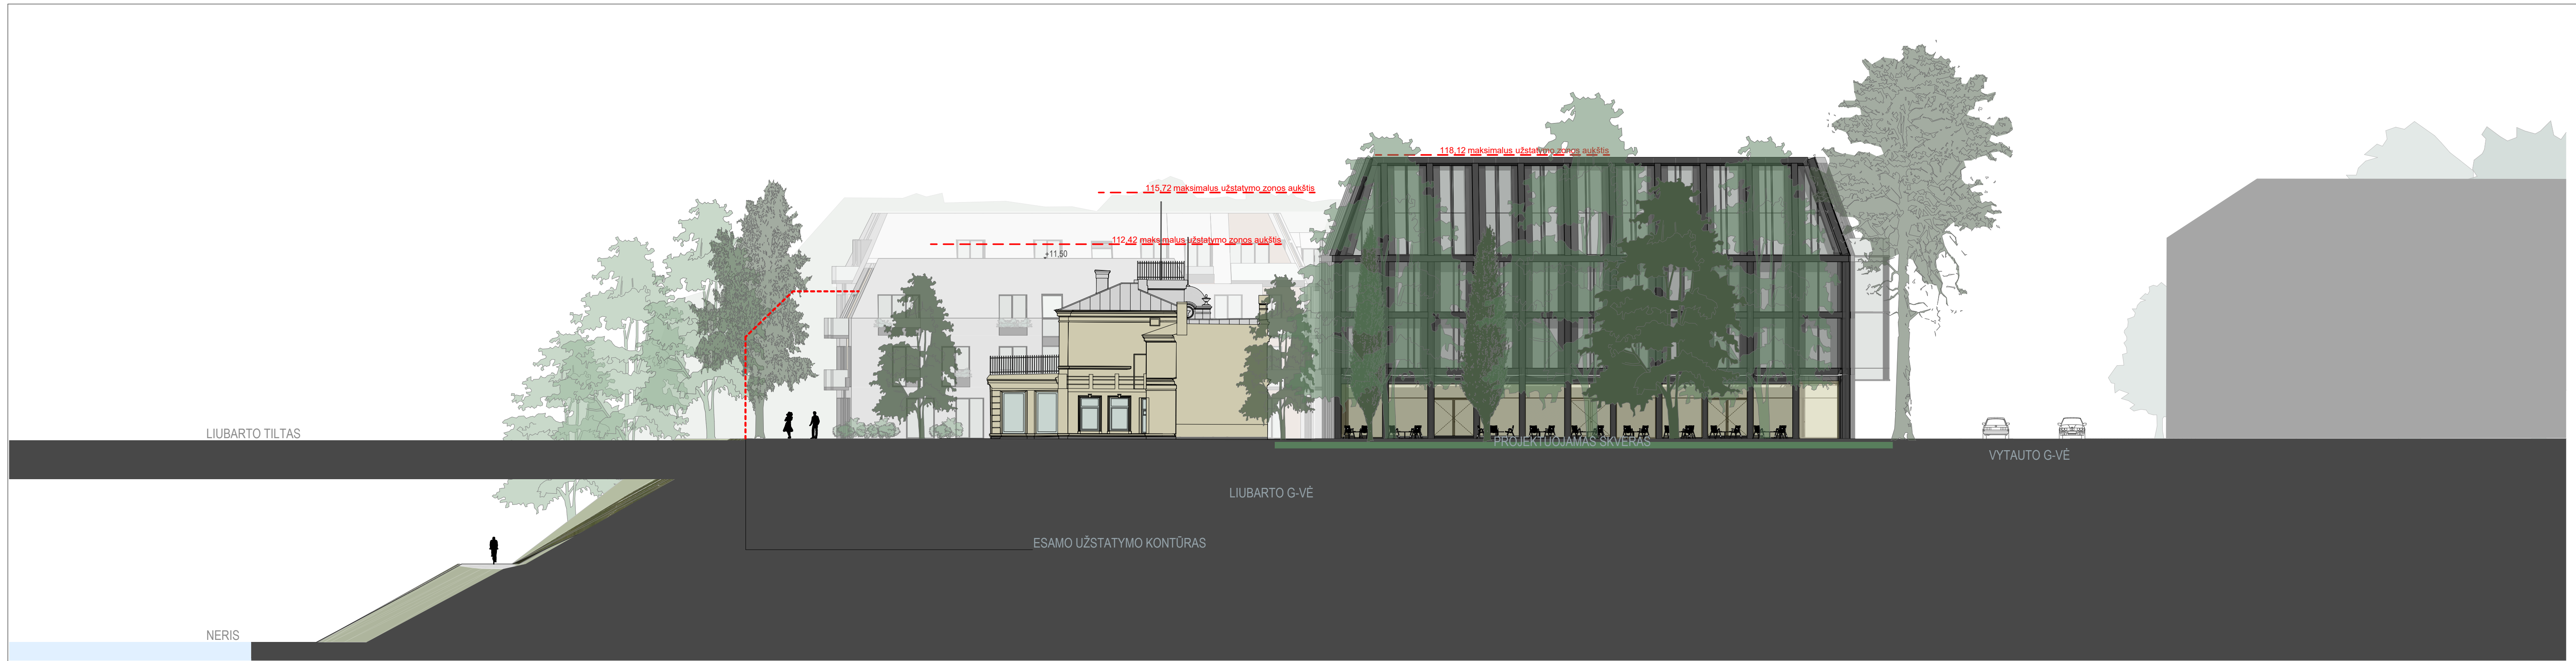 118,12 maksimalus užstatymo zonos aukštis
115,72 maksimalus užstatymo zonos aukštis
112,42 maksimalus užstatymo zonos aukštis
+11,50
LIUBARTO TILTAS
PROJEKTUOJAMAS SKVERAS
VYTAUTO G-VĖ
LIUBARTO G-VĖ
ESAMO UŽSTATYMO KONTŪRAS
NERIS